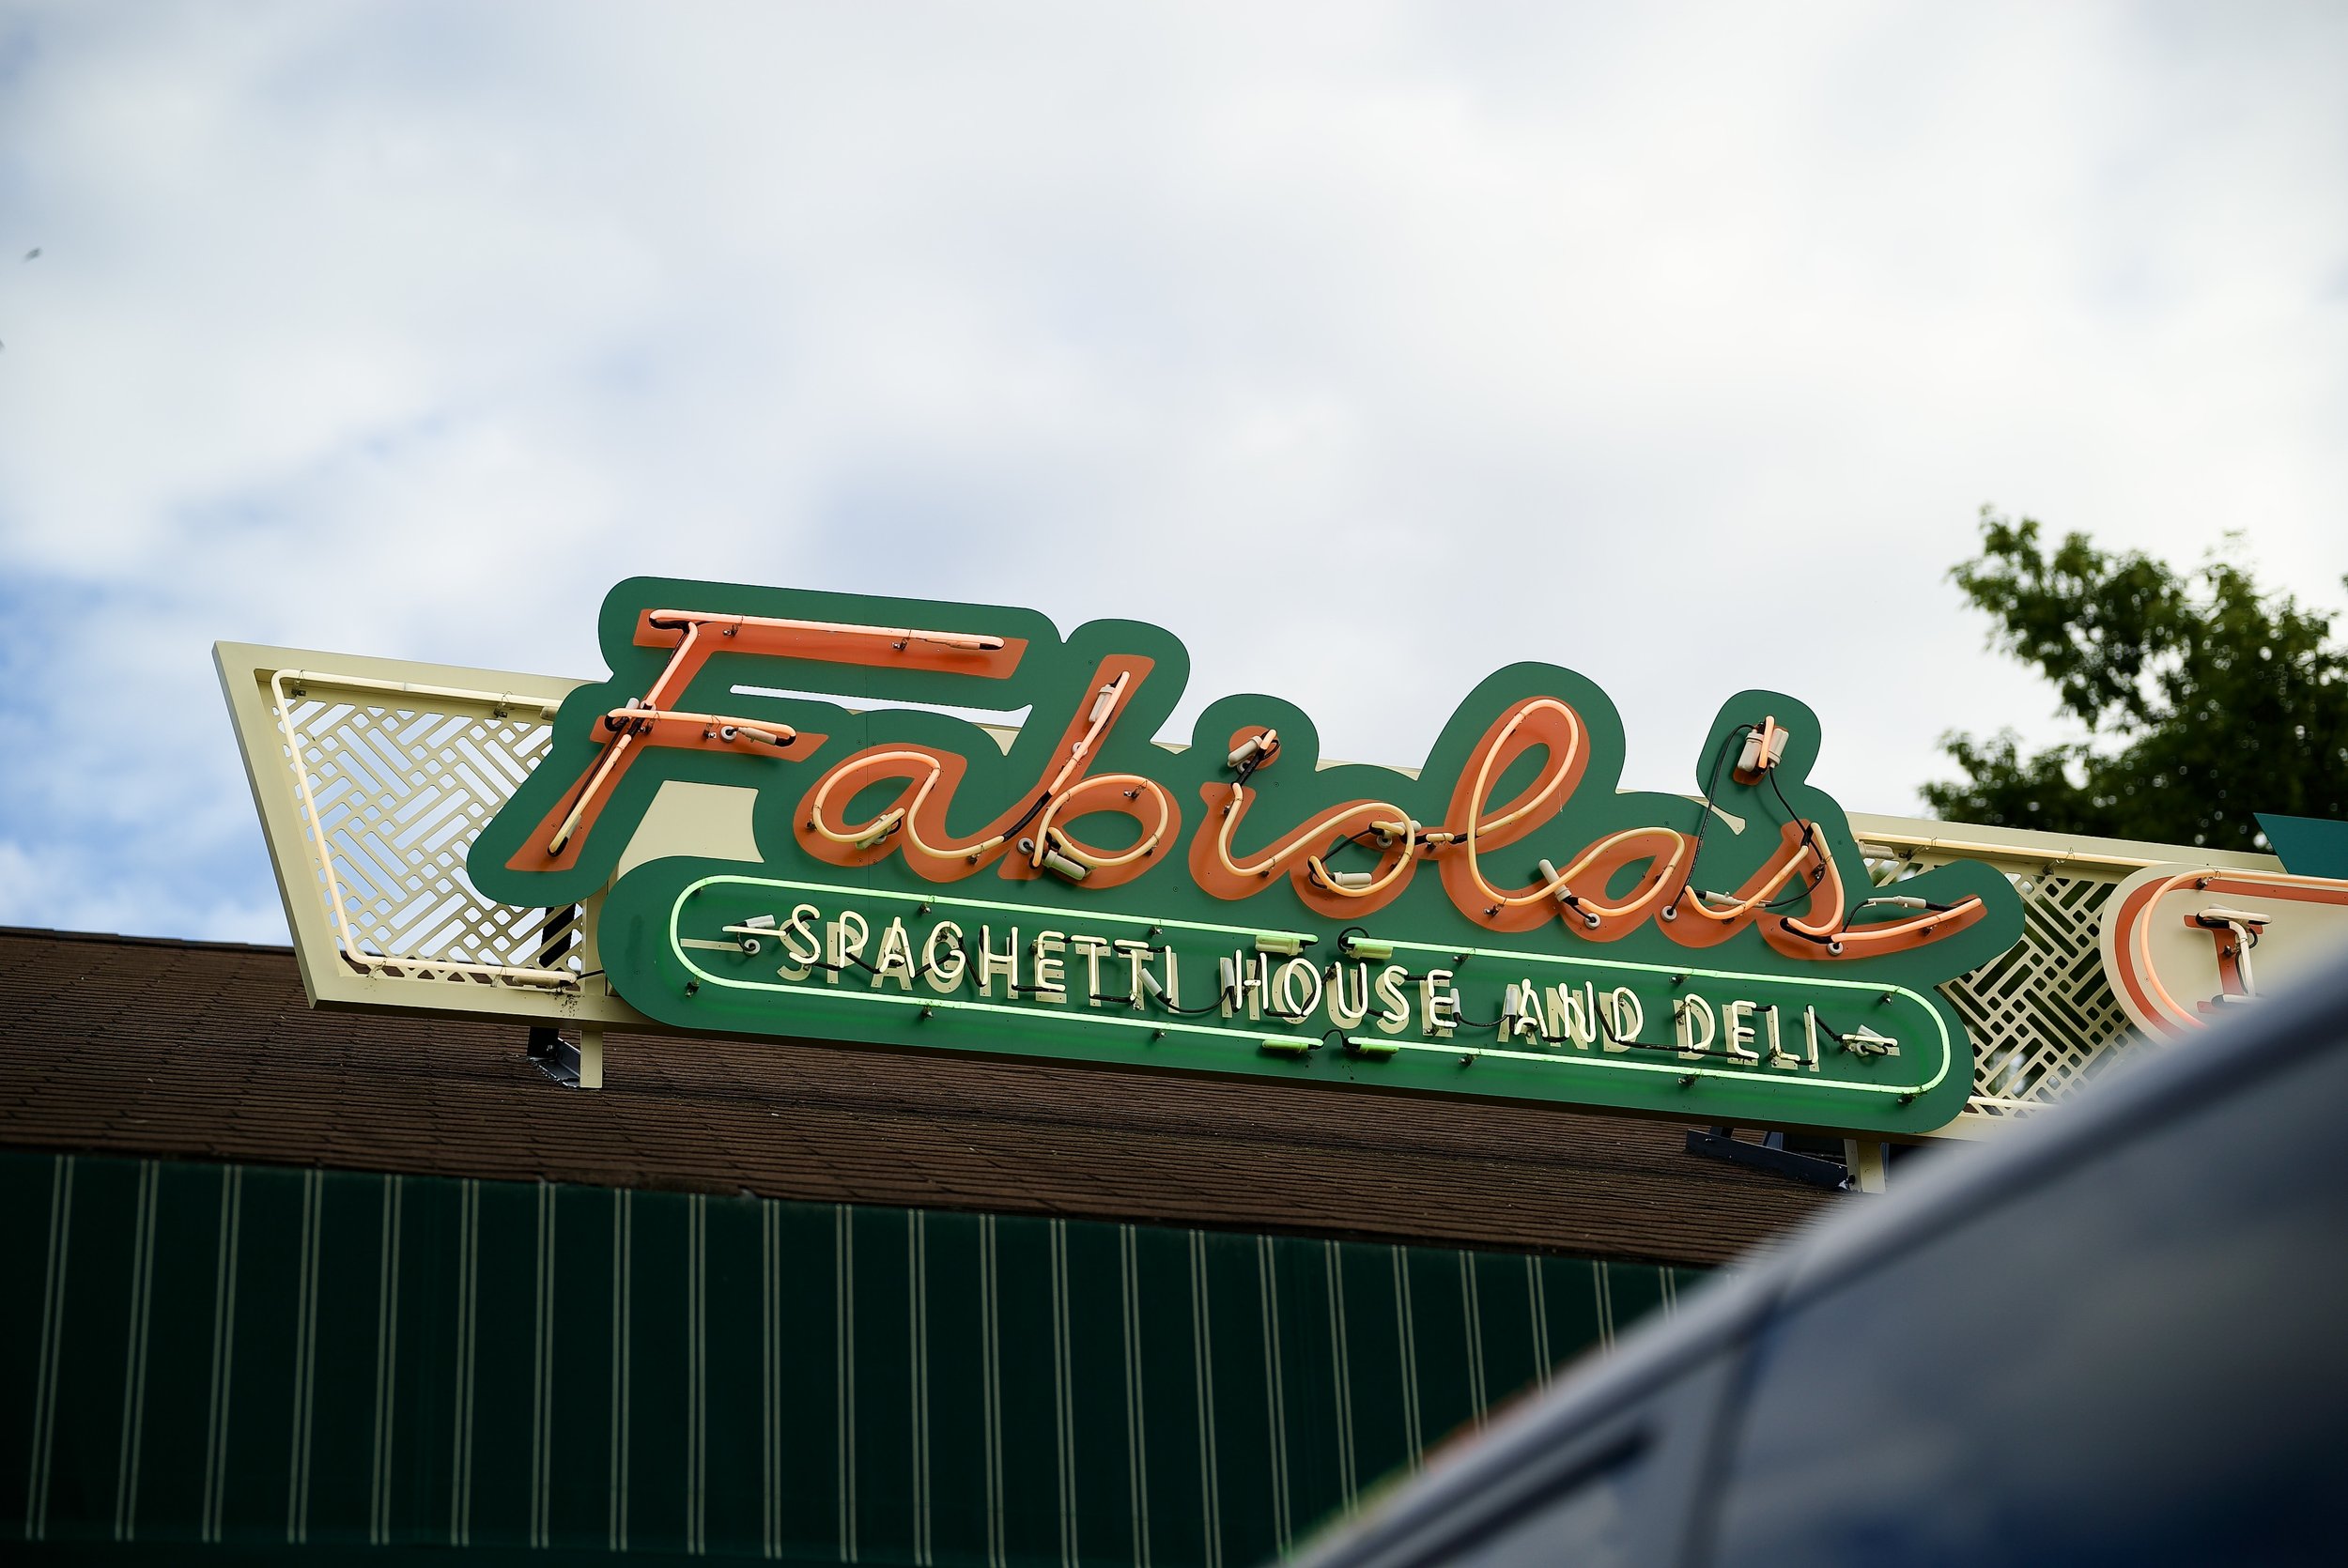 Fabiola's
SPAGHETTI HOUSE AND DELI